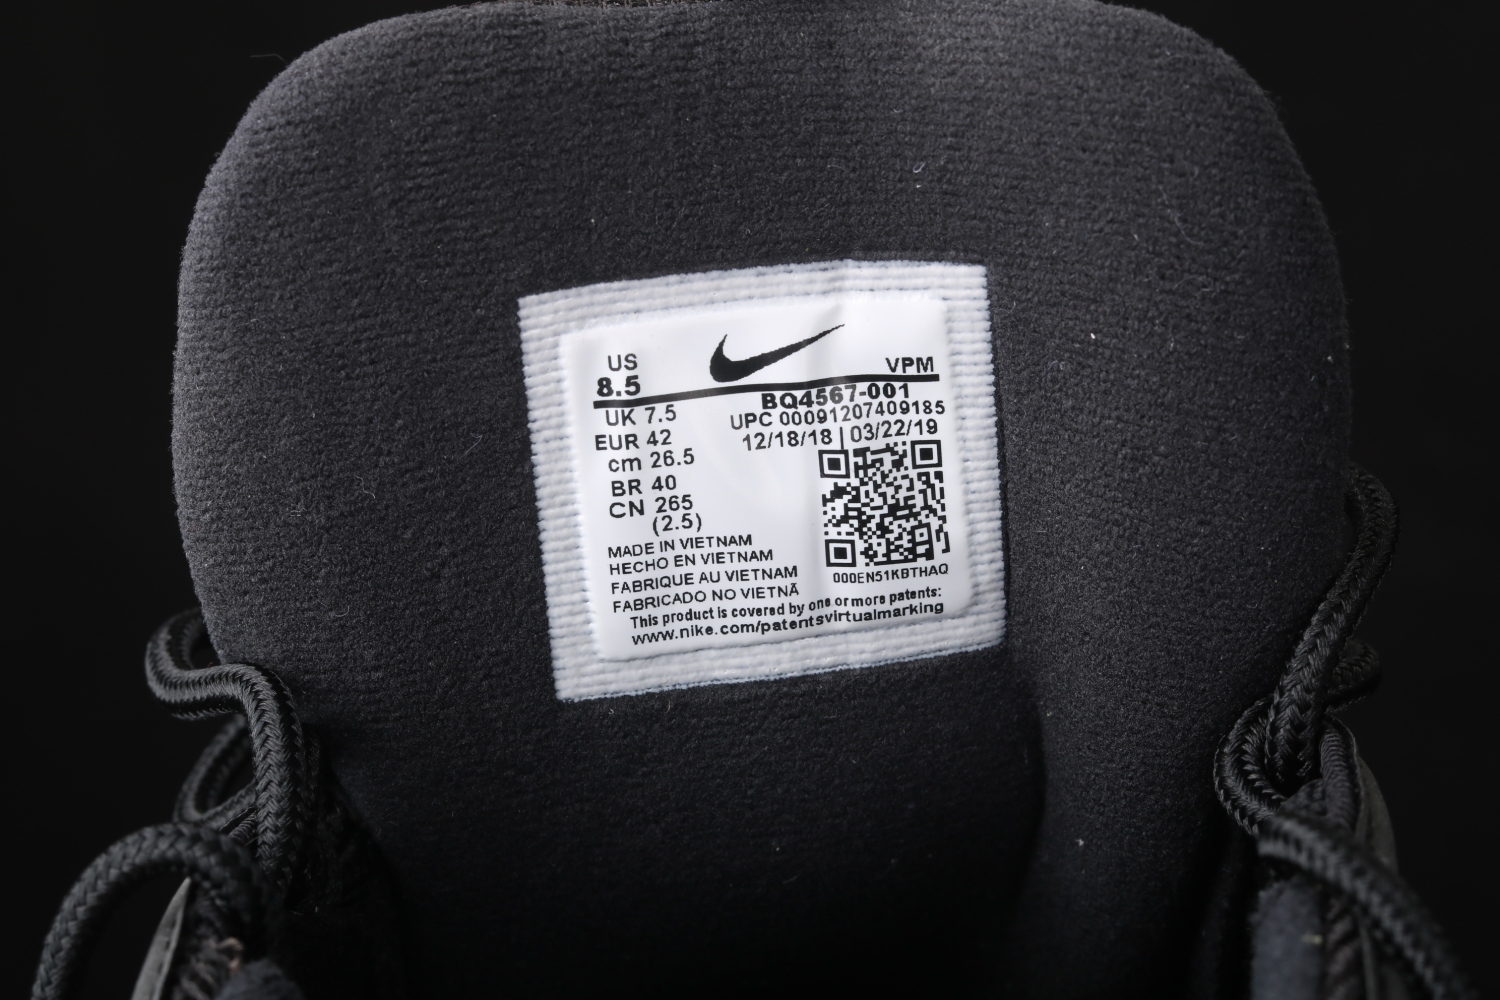 US
8.5
VPM
BQ4567-001
UK 7.5
UPC 00091207409185
EUR 42
12/18/18 | 03/22/19
cm 26.5
BR 40
CN 265
(2.5)
MADE IN VIETNAM
HECHO EN VIETNAM
FABRIQUE AU VIETNAM
000EN51KBTHAQ
FABRICADO NO VIETNÃ
This product is covered by one or more patents:
www.nike.com/patentsvirtualmarking